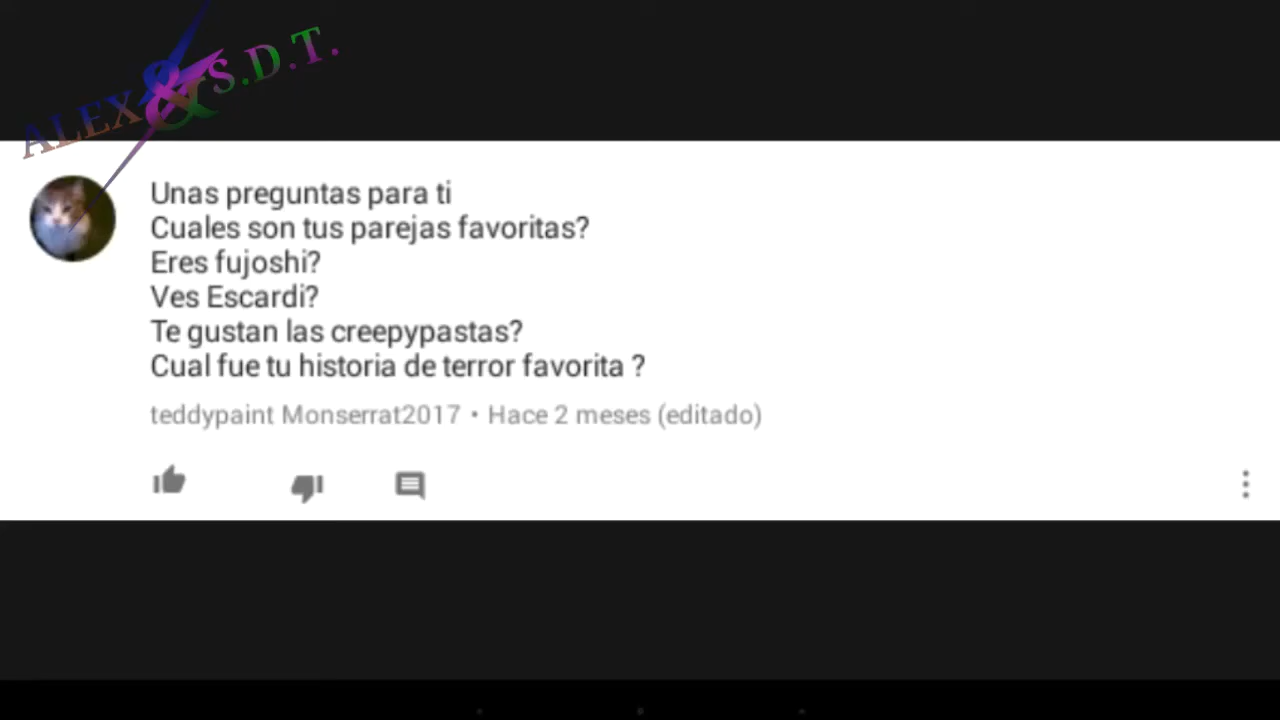 ALEX & S.D.T.
Unas preguntas para ti
Cuales son tus parejas favoritas?
Eres fujoshi?
Ves Escardi?
Te gustan las creepypastas?
Cual fue tu historia de terror favorita ?
teddypaint Monserrat2017 • Hace 2 meses (editado)